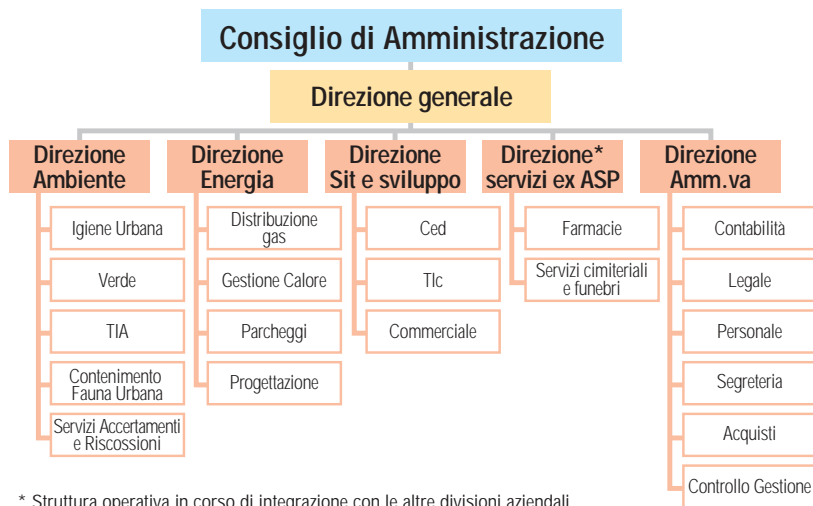 Consiglio di Amministrazione
Direzione generale
Direzione
Ambiente
Igiene Urbana
Verde
TIA
Contenimento
Fauna Urbana
Servizi Accertamenti
e Riscossioni
Direzione
Energia
Distribuzione
gas
Gestione Calore
Parcheggi
Progettazione
Direzione
Sit e sviluppo
Ced
Tlc
Commerciale
Direzione*
servizi ex ASP
Farmacie
Servizi cimiteriali
e funebri
Direzione
Amm.va
Contabilità
Legale
Personale
Segreteria
Acquisti
Controllo Gestione
* Struttura operativa in corso di integrazione con le altre divisioni aziendali